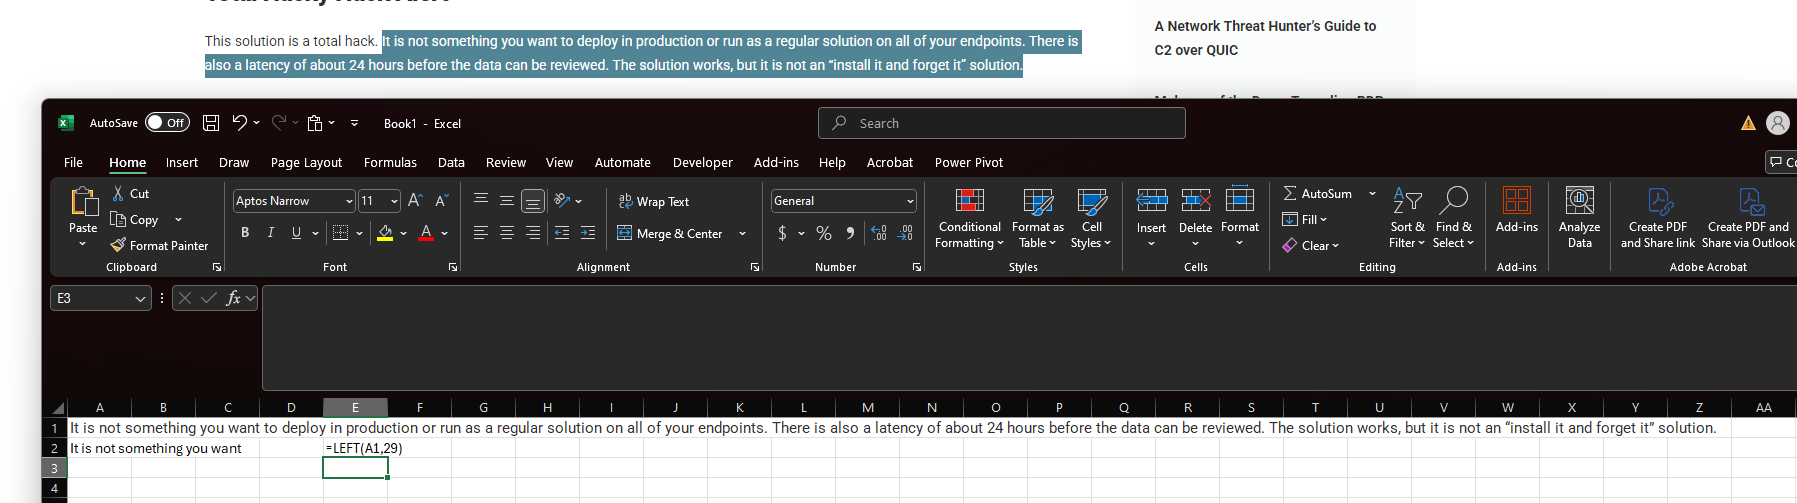 This solution is a total hack. It is not something you want to deploy in production or run as a regular solution on all of your endpoints. There is
also a latency of about 24 hours before the data can be reviewed. The solution works, but it is not an “install it and forget it” solution.
A Network Threat Hunter’s Guide to
C2 over QUIC
AutoSave Off Book1 - Excel Search
File Home Insert Draw Page Layout Formulas Data Review View Automate Developer Add-ins Help Acrobat Power Pivot
Paste
Cut
Copy
Format Painter
Clipboard
Aptos Narrow 11
B I U A
Font
ab Wrap Text
Merge & Center
Alignment
General
$ % ,
Number
Conditional
Formatting
Format as
Table
Cell
Styles
Styles
Insert Delete Format
Cells
AutoSum
Fill
Clear
Sort &
Filter
Find &
Select
Editing
Add-ins
Add-ins
Analyze
Data
Create PDF
and Share link
Create PDF and
Share via Outlook
Adobe Acrobat
E3 fx
A B C D E F G H I J K L M N O P Q R S T U V W X Y Z AA
1 It is not something you want to deploy in production or run as a regular solution on all of your endpoints. There is also a latency of about 24 hours before the data can be reviewed. The solution works, but it is not an “install it and forget it” solution.
2 It is not something you want =LEFT(A1,29)
3
4